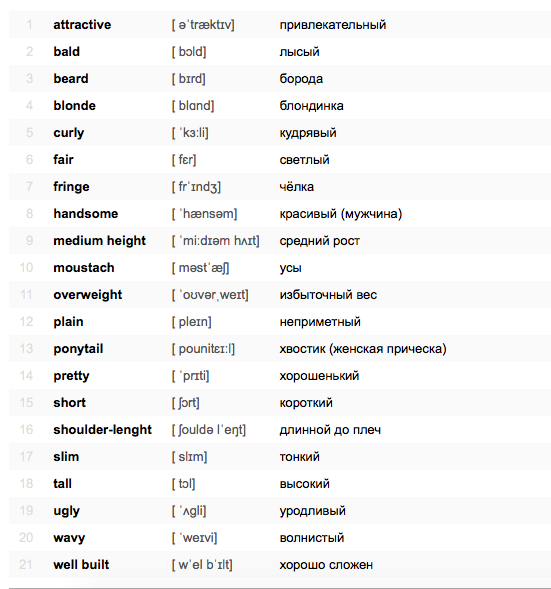 1 attractive [ əˈtræktɪv] привлекательный
2 bald [ bɔld] лысый
3 beard [ bɪrd] борода
4 blonde [ blɑnd] блондинка
5 curly [ ˈkɜːli] кудрявый
6 fair [ fɛr] светлый
7 fringe [ frˈɪndʒ] чёлка
8 handsome [ ˈhænsəm] красивый (мужчина)
9 medium height [ ˈmiːdɪəm hʌɪt] средний рост
10 moustach [ məstˈæʃ] усы
11 overweight [ ˈoʊvərˌweɪt] избыточный вес
12 plain [ pleɪn] неприметный
13 ponytail [ pounitɛɪːl] хвостик (женская прическа)
14 pretty [ ˈprɪti] хорошенький
15 short [ ʃɔrt] короткий
16 shoulder-lenght [ ʃouldə lˈeŋt] длинной до плеч
17 slim [ slɪm] тонкий
18 tall [ tɔl] высокий
19 ugly [ ˈʌgli] уродливый
20 wavy [ ˈweɪvi] волнистый
21 well built [ wˈel bˈɪlt] хорошо сложен